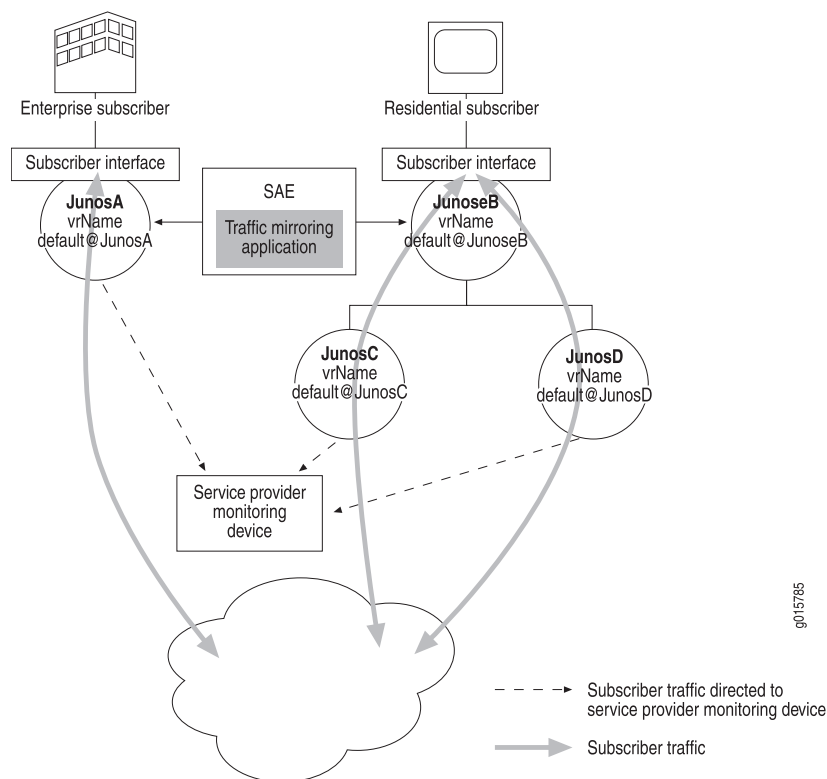 Enterprise subscriber
Residential subscriber
Subscriber interface
Subscriber interface
JunosA
vrName
default@JunosA
SAE
Traffic mirroring
application
JunoseB
vrName
default@JunoseB
JunosC
vrName
default@JunosC
JunosD
vrName
default@JunosD
Service provider
monitoring
device
g015785
Subscriber traffic directed to
service provider monitoring device
Subscriber traffic